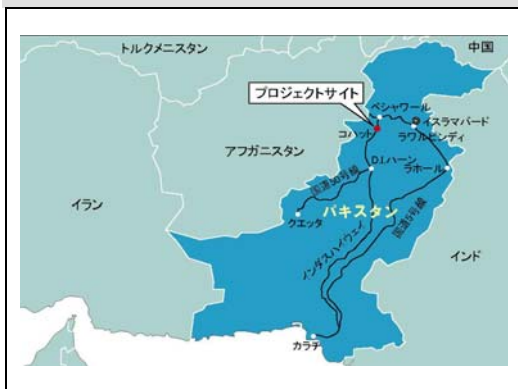 トルクメニスタン
中国
プロジェクトサイト
ペシャワール
イスラマバード
コハット
ラワルピンディ
アフガニスタン
D.I.ハーン
ラホール
国道50号線
イラン
クエッタ
パキスタン
国道5号線
インダスハイウェイ
インド
カラチ